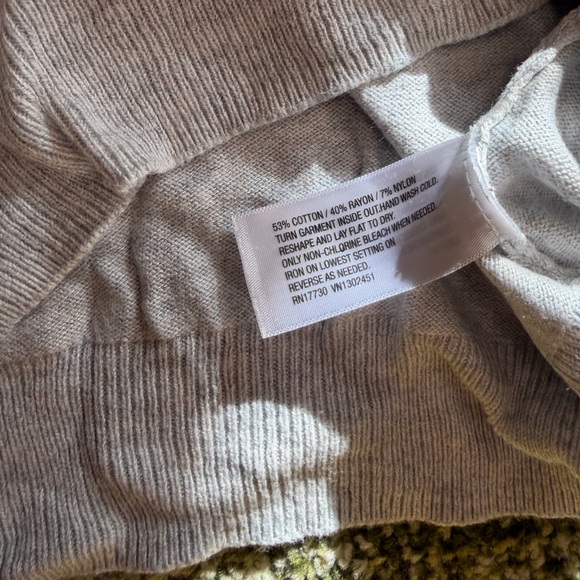 53% COTTON / 40% RAYON / 7% NYLON
TURN GARMENT INSIDE OUT.HAND WASH COLD.
RESHAPE AND LAY FLAT TO DRY.
ONLY NON-CHLORINE BLEACH WHEN NEEDED.
IRON ON LOWEST SETTING ON
REVERSE AS NEEDED.
RN17730 VN1302451